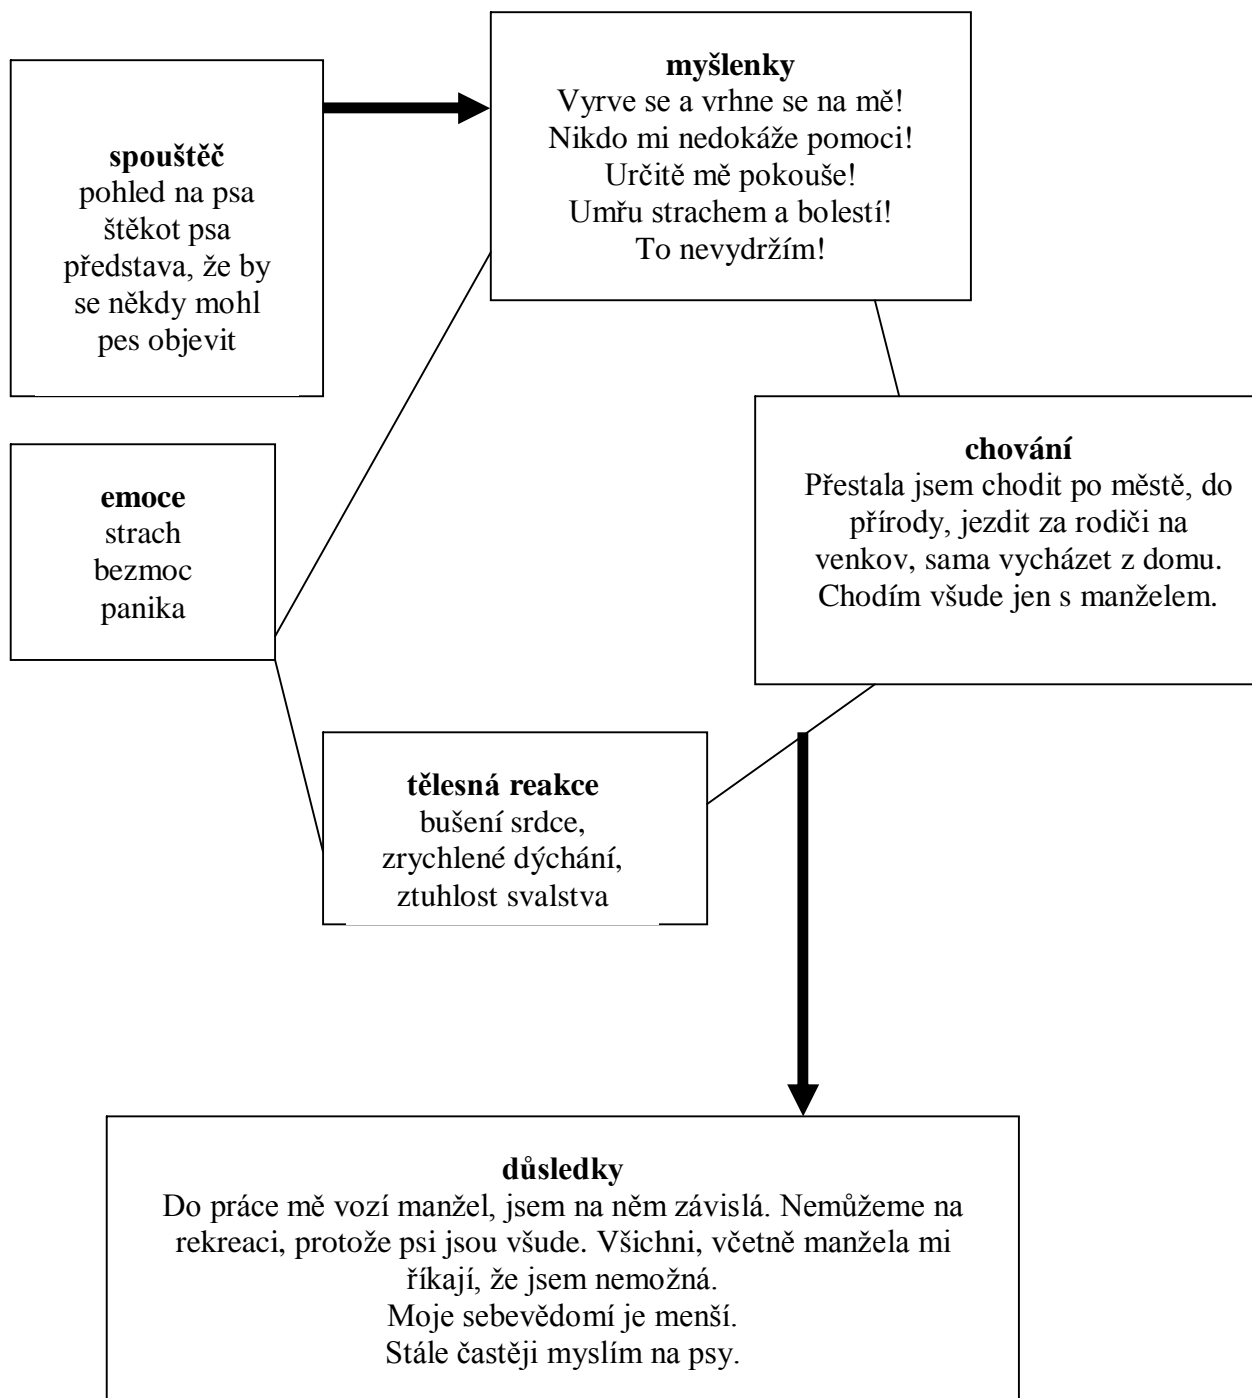 spouštěč
pohled na psa
štěkot psa
představa, že by
se někdy mohl
pes objevit
myšlenky
Vyrve se a vrhne se na mě!
Nikdo mi nedokáže pomoci!
Určitě mě pokouše!
Umřu strachem a bolestí!
To nevydržím!
emoce
strach
bezmoc
panika
chování
Přestala jsem chodit po městě, do
přírody, jezdit za rodiči na
venkov, sama vycházet z domu.
Chodím všude jen s manželem.
tělesná reakce
bušení srdce,
zrychlené dýchání,
ztuhlost svalstva
důsledky
Do práce mě vozí manžel, jsem na něm závislá. Nemůžeme na
rekreaci, protože psi jsou všude. Všichni, včetně manžela mi
říkají, že jsem nemožná.
Moje sebevědomí je menší.
Stále častěji myslím na psy.